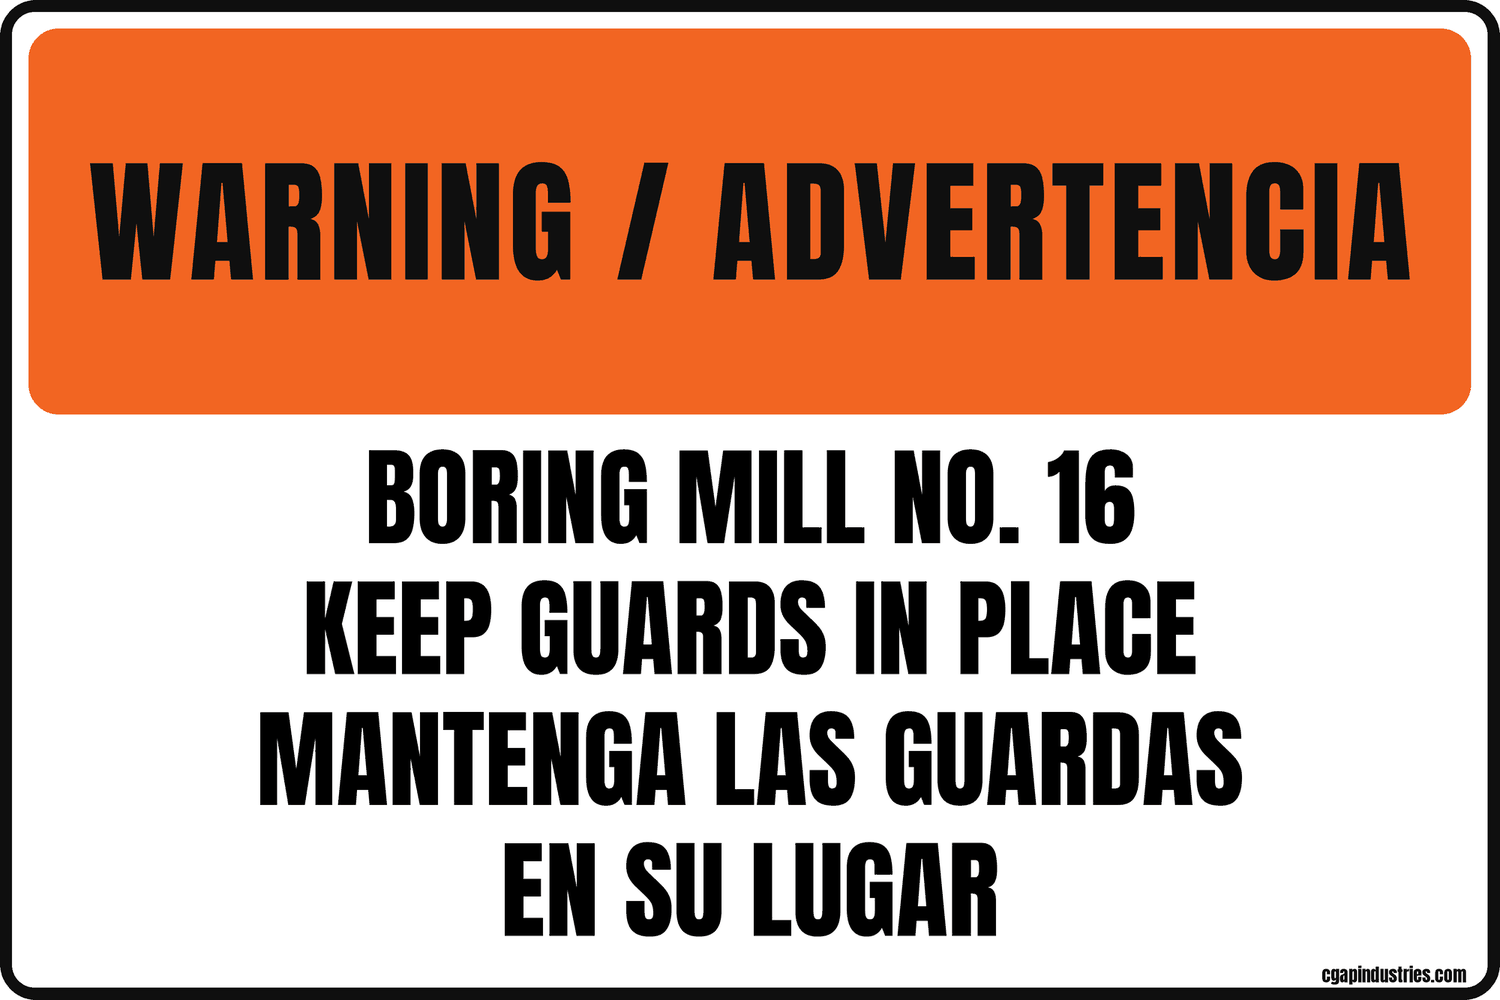 WARNING / ADVERTENCIA
BORING MILL NO. 16
KEEP GUARDS IN PLACE
MANTENGA LAS GUARDAS
EN SU LUGAR
cgapindustries.com